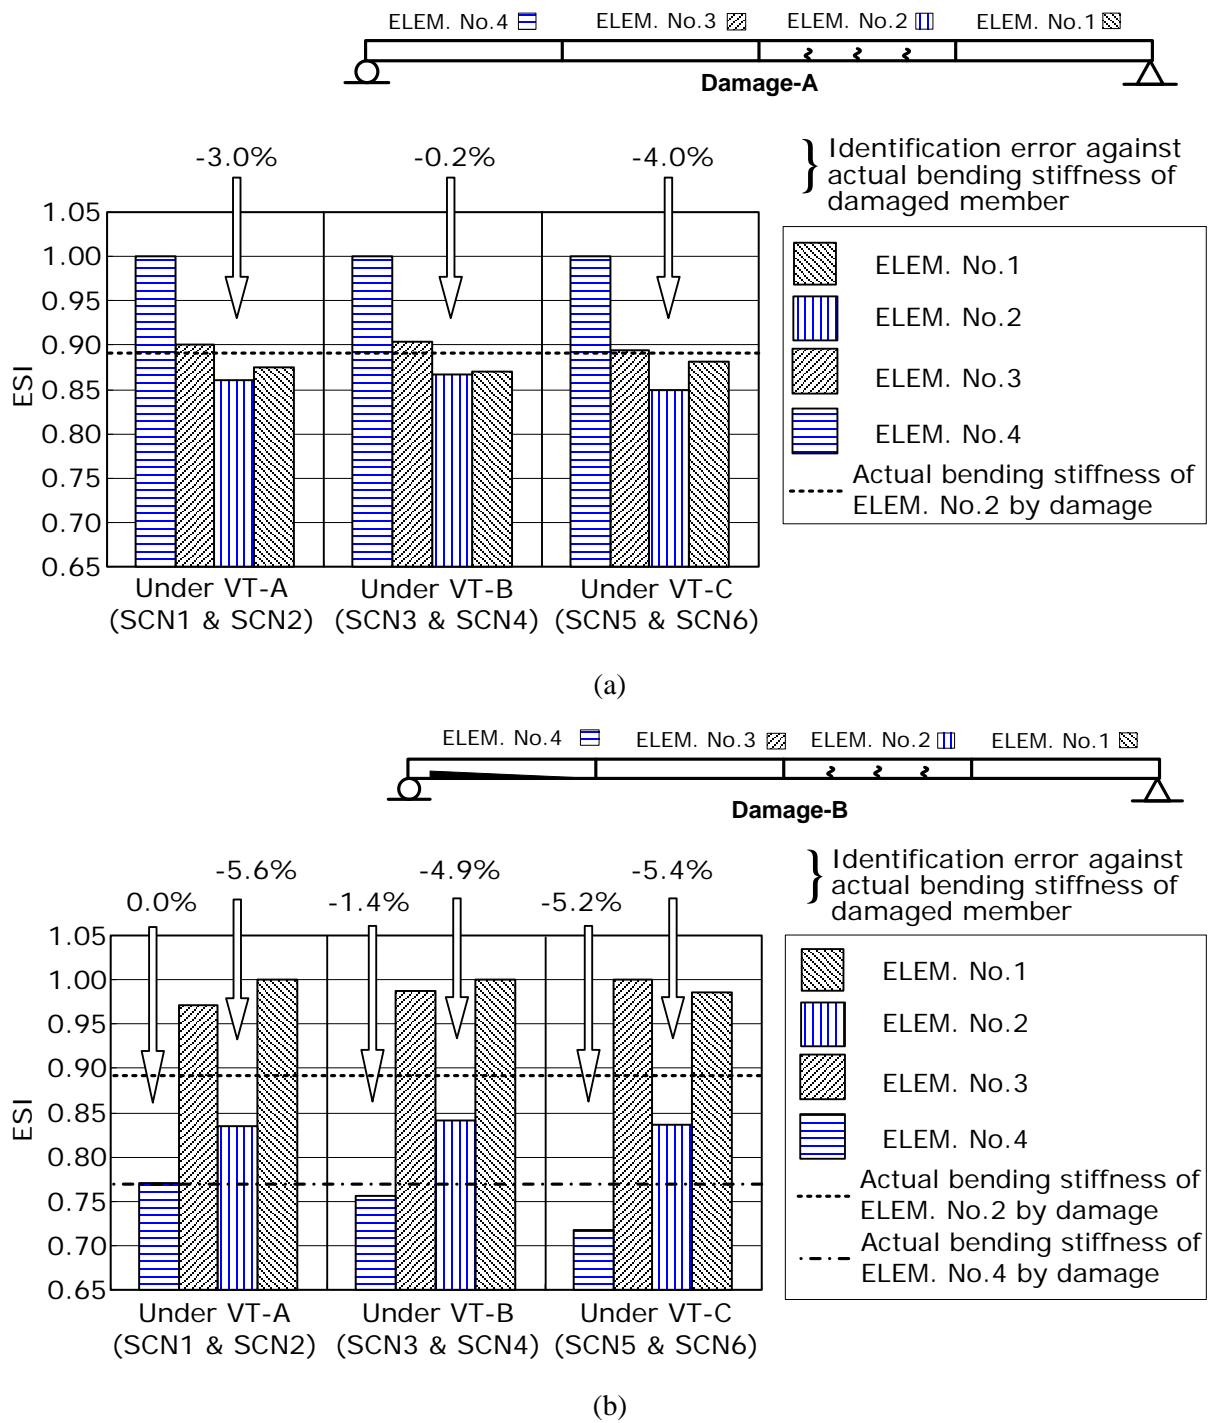 ELEM. No.4 ELEM. No.3 ELEM. No.2 ELEM. No.1
Damage-A
-3.0% -0.2% -4.0%
} Identification error against
actual bending stiffness of
damaged member
1.05
1.00
0.95
0.90
0.85
0.80
0.75
0.70
0.65
ESI
Under VT-A
(SCN1 & SCN2)
Under VT-B
(SCN3 & SCN4)
Under VT-C
(SCN5 & SCN6)
ELEM. No.1
ELEM. No.2
ELEM. No.3
ELEM. No.4
Actual bending stiffness of
ELEM. No.2 by damage
(a)
ELEM. No.4 ELEM. No.3 ELEM. No.2 ELEM. No.1
Damage-B
-5.6% -4.9% -5.4%
0.0% -1.4% -5.2%
} Identification error against
actual bending stiffness of
damaged member
1.05
1.00
0.95
0.90
0.85
0.80
0.75
0.70
0.65
ESI
Under VT-A
(SCN1 & SCN2)
Under VT-B
(SCN3 & SCN4)
Under VT-C
(SCN5 & SCN6)
ELEM. No.1
ELEM. No.2
ELEM. No.3
ELEM. No.4
Actual bending stiffness of
ELEM. No.2 by damage
Actual bending stiffness of
ELEM. No.4 by damage
(b)